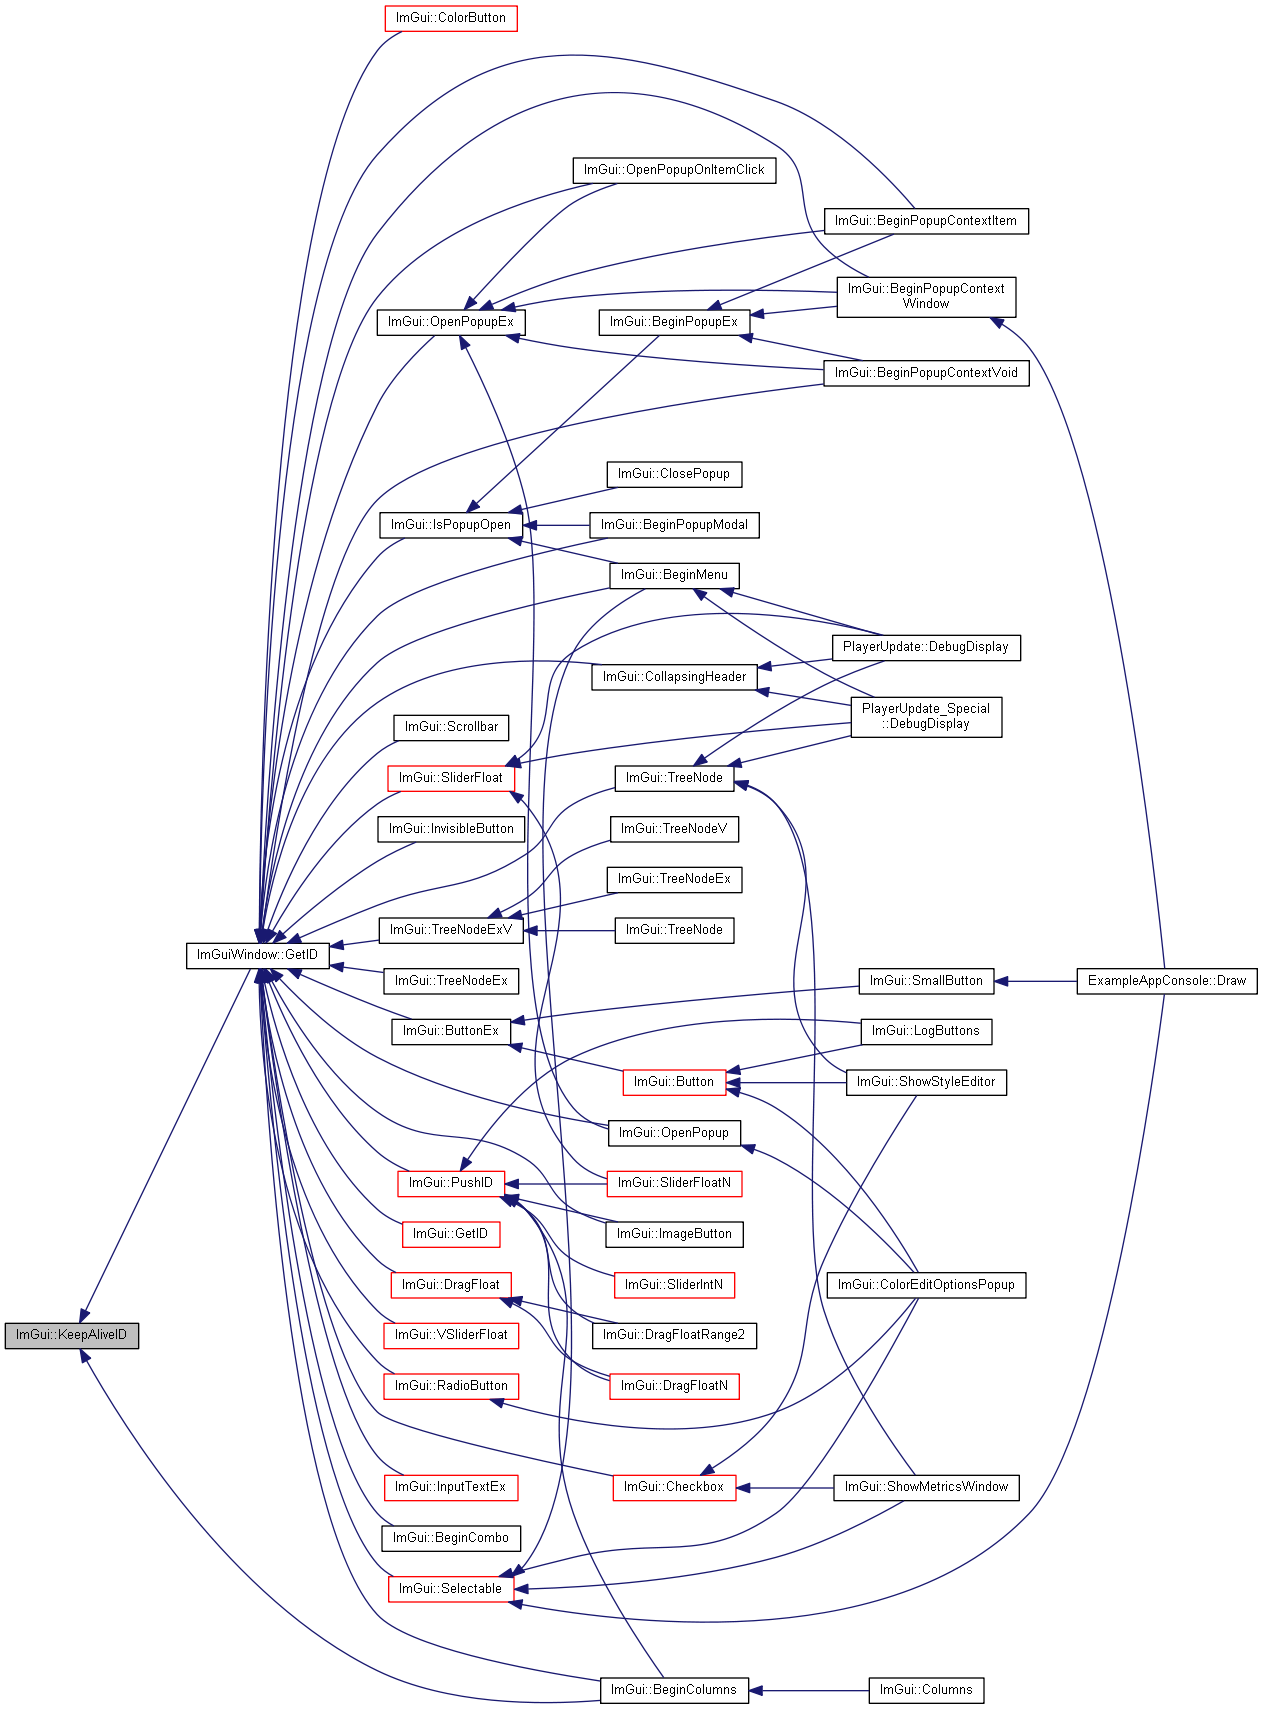 ImGui::ColorButton
ImGui::OpenPopupOnItemClick
ImGui::BeginPopupContextItem
ImGui::BeginPopupContext
Window
ImGui::OpenPopupEx
ImGui::BeginPopupEx
ImGui::BeginPopupContextVoid
ImGui::ClosePopup
ImGui::IsPopupOpen
ImGui::BeginPopupModal
ImGui::BeginMenu
PlayerUpdate::DebugDisplay
ImGui::CollapsingHeader
PlayerUpdate_Special
::DebugDisplay
ImGui::Scrollbar
ImGui::SliderFloat
ImGui::TreeNode
ImGui::InvisibleButton
ImGui::TreeNodeV
ImGui::TreeNodeEx
ImGui::TreeNodeExV
ImGui::TreeNode
ImGuiWindow::GetID
ImGui::TreeNodeEx
ImGui::SmallButton
ExampleAppConsole::Draw
ImGui::ButtonEx
ImGui::LogButtons
ImGui::Button
ImGui::ShowStyleEditor
ImGui::OpenPopup
ImGui::PushID
ImGui::SliderFloatN
ImGui::GetID
ImGui::ImageButton
ImGui::DragFloat
ImGui::SliderIntN
ImGui::ColorEditOptionsPopup
ImGui::KeepAliveID
ImGui::VSliderFloat
ImGui::DragFloatRange2
ImGui::RadioButton
ImGui::DragFloatN
ImGui::InputTextEx
ImGui::Checkbox
ImGui::ShowMetricsWindow
ImGui::BeginCombo
ImGui::Selectable
ImGui::BeginColumns
ImGui::Columns